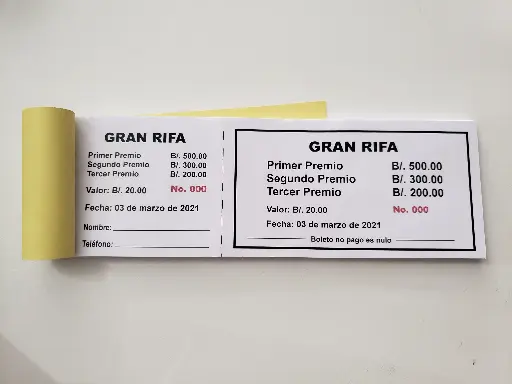 GRAN RIFA
Primer Premio B/. 500.00
Segundo Premio B/. 300.00
Tercer Premio B/. 200.00
Valor: B/. 20.00 No. 000
Fecha: 03 de marzo de 2021
Nombre:
Teléfono:
GRAN RIFA
Primer Premio B/. 500.00
Segundo Premio B/. 300.00
Tercer Premio B/. 200.00
Valor: B/. 20.00 No. 000
Fecha: 03 de marzo de 2021
Boleto no pago es nulo